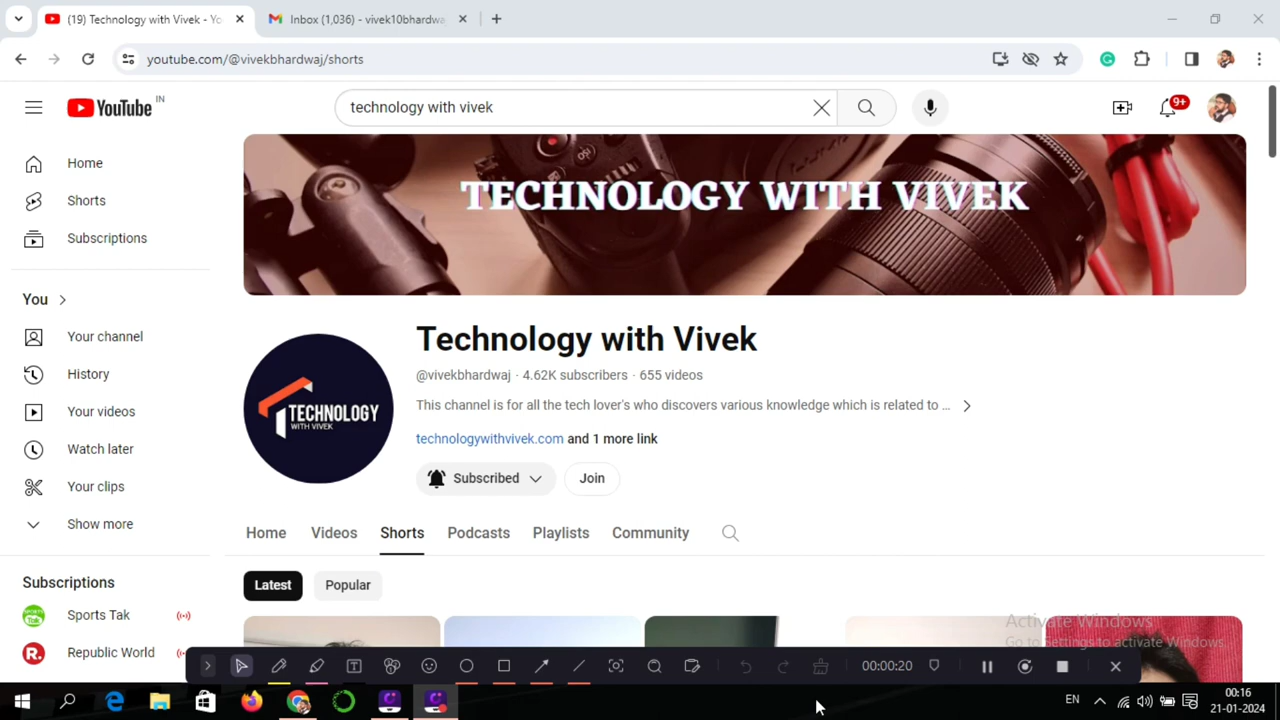 (19) Technology with Vivek - Yo
Inbox (1,036) - vivek10bhardwa
youtube.com/@vivekbhardwaj/shorts
YouTube IN
technology with vivek
9+
TECHNOLOGY WITH VIVEK
Home
Shorts
Subscriptions
You
Your channel
History
Your videos
Watch later
Your clips
Show more
Subscriptions
Sports Tak
Republic World
R.
TECHNOLOGY
WITH VIVEK
Technology with Vivek
@vivekbhardwaj · 4.62K subscribers · 655 videos
This channel is for all the tech lover's who discovers various knowledge which is related to ...
technologywithvivek.com and 1 more link
Subscribed
Join
Home Videos Shorts Podcasts Playlists Community
Latest Popular
Activate Windows
Go to Settings to activate Windows.
00:00:20
EN
00:16
21-01-2024